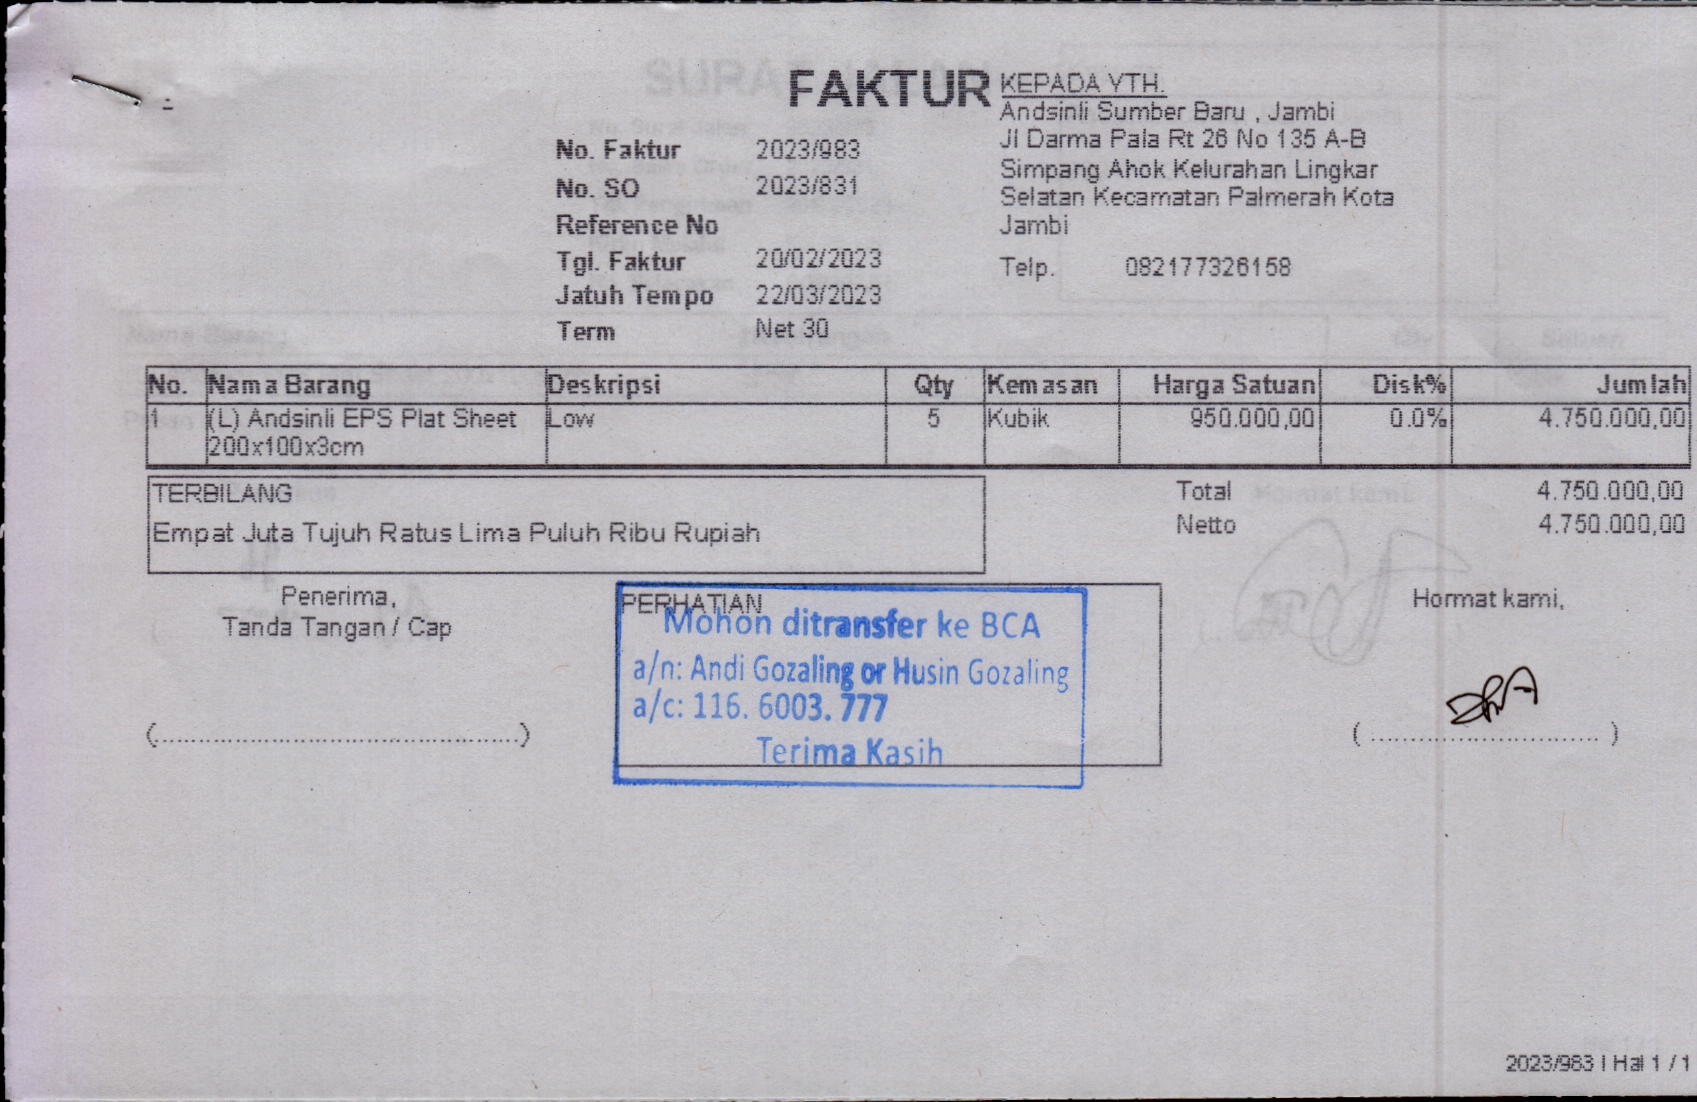 FAKTUR
KEPADA YTH.
Andsinli Sumber Baru , Jambi
Jl Darma Pala Rt 26 No 135 A-B
Simpang Ahok Kelurahan Lingkar
Selatan Kecamatan Palmerah Kota
Jambi
Telp. 082177326158
No. Faktur 2023/983
No. SO 2023/831
Reference No
Tgl. Faktur 20/02/2023
Jatuh Tempo 22/03/2023
Term Net 30
No. Nama Barang Deskripsi Qty Kemasan Harga Satuan Disk% Jumlah
1 (L) Andsinli EPS Plat Sheet Low 5 Kubik 950.000,00 0.0% 4.750.000,00
200x100x3cm
TERBILANG
Empat Juta Tujuh Ratus Lima Puluh Ribu Rupiah
Total 4.750.000,00
Netto 4.750.000,00
Penerima,
Tanda Tangan / Cap
(................................................)
PERHATIAN
Mohon ditransfer ke BCA
a/n: Andi Gozaling or Husin Gozaling
a/c: 116. 6003. 777
Terima Kasih
Hormat kami,
( ............................... )
2023/983 | Hal 1 / 1